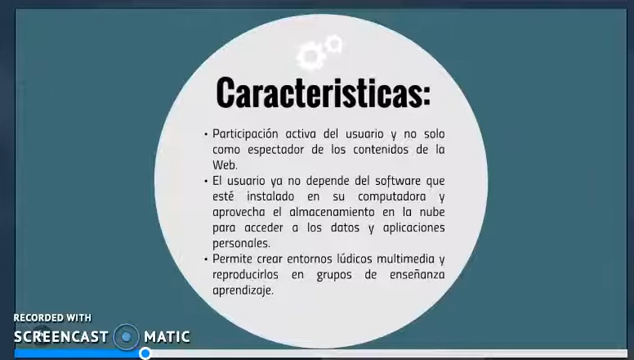 Caracteristicas:
• Participación activa del usuario y no solo
como espectador de los contenidos de la
Web.
• El usuario ya no depende del software que
esté instalado en su computadora y
aprovecha el almacenamiento en la nube
para acceder a los datos y aplicaciones
personales.
• Permite crear entornos lúdicos multimedia y
reproducirlos en grupos de enseñanza
aprendizaje.
RECORDED WITH
SCREENCAST MATIC